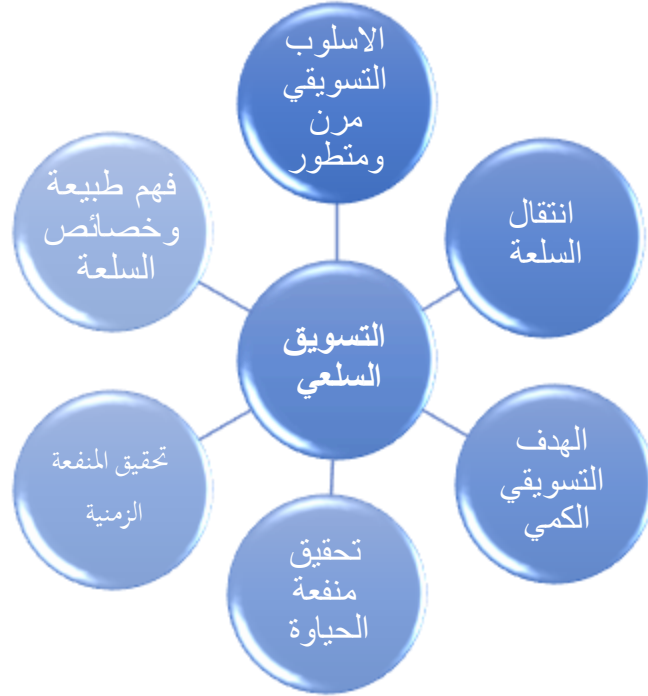 الاسلوب
التسويقي
مرن
ومتطور
انتقال
السلعة
الهدف
التسويقي
الكمي
تحقيق
منفعة
الحياوة
تحقيق المنفعة
الزمنية
فهم طبيعة
وخصائص
السلعة
التسويق
السلعي